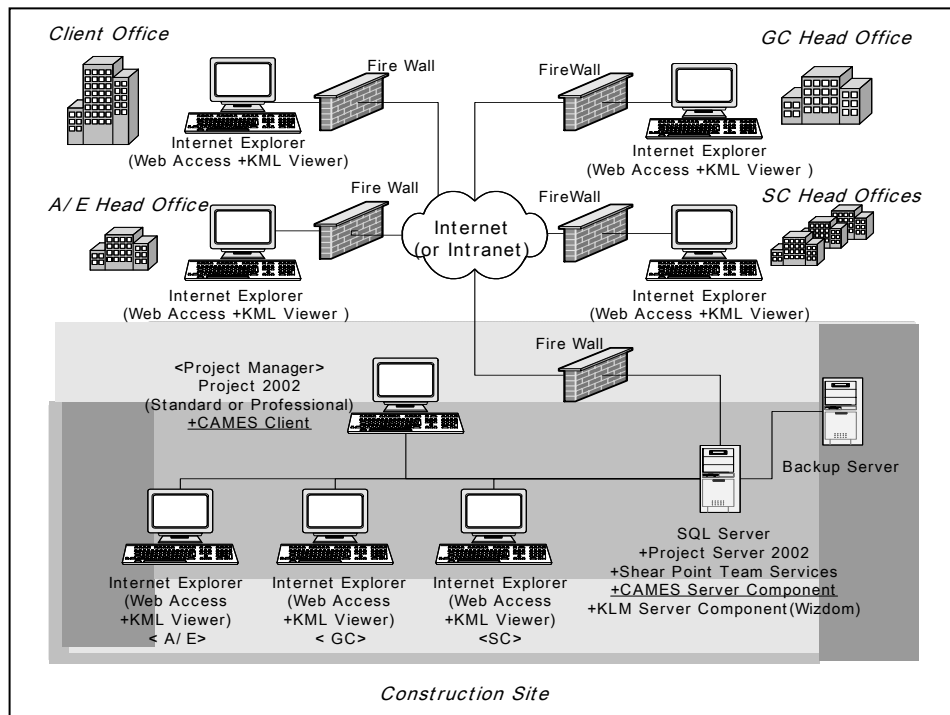 Client Office
GC Head Office
Fire Wall
FireWall
Internet Explorer
(Web Access +KML Viewer)
Internet Explorer
(Web Access +KML Viewer )
A/ E Head Office
Fire Wall
FireWall
SC Head Offices
Internet
(or Intranet)
Internet Explorer
(Web Access +KML Viewer )
Internet Explorer
(Web Access +KML Viewer)
Fire Wall
<Project Manager>
Project 2002
(Standard or Professional)
+CAMES Client
Backup Server
SQL Server
+Project Server 2002
+Shear Point Team Services
+CAMES Server Component
+KLM Server Component(Wizdom)
Internet Explorer
(Web Access
+KML Viewer)
< A/ E>
Internet Explorer
(Web Access
+KML Viewer)
< GC>
Internet Explorer
(Web Access
+KML Viewer)
<SC>
Construction Site